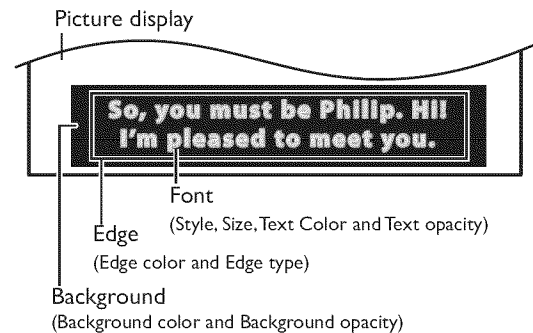 Picture display
So, you must be Philip. Hi!
I'm pleased to meet you.
Font
(Style, Size, Text Color and Text opacity)
Edge
(Edge color and Edge type)
Background
(Background color and Background opacity)